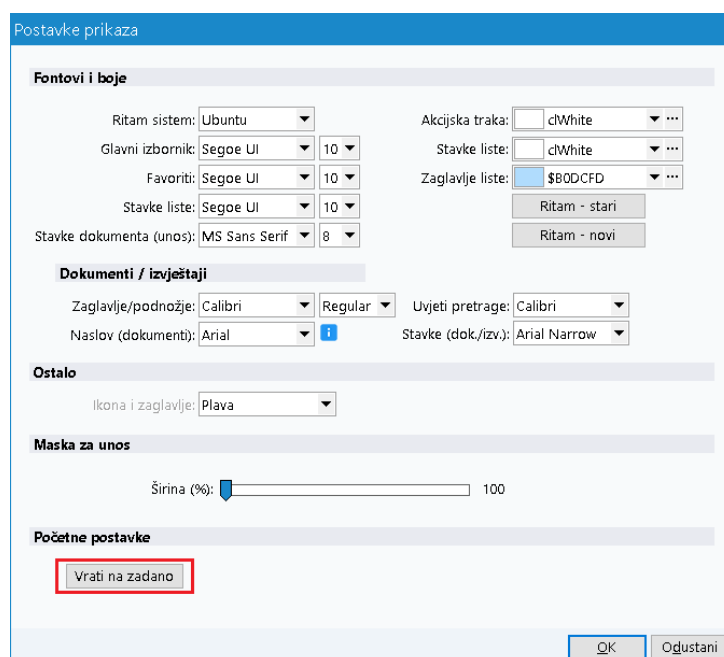 Postavke prikaza
Fontovi i boje
Ritam sistem: Ubuntu Akcijska traka: clWhite ...
Glavni izbornik: Segoe UI 10 Stavke liste: clWhite ...
Favoriti: Segoe UI 10 Zaglavlje liste: $B0DCFD ...
Stavke liste: Segoe UI 10 Ritam - stari
Stavke dokumenta (unos): MS Sans Serif 8 Ritam - novi
Dokumenti / izvještaji
Zaglavlje/podnožje: Calibri Regular Uvjeti pretrage: Calibri
Naslov (dokumenti): Arial i Stavke (dok./izv.): Arial Narrow
Ostalo
Ikona i zaglavlje: Plava
Maska za unos
Širina (%): 100
Početne postavke
Vrati na zadano
OK Odustani